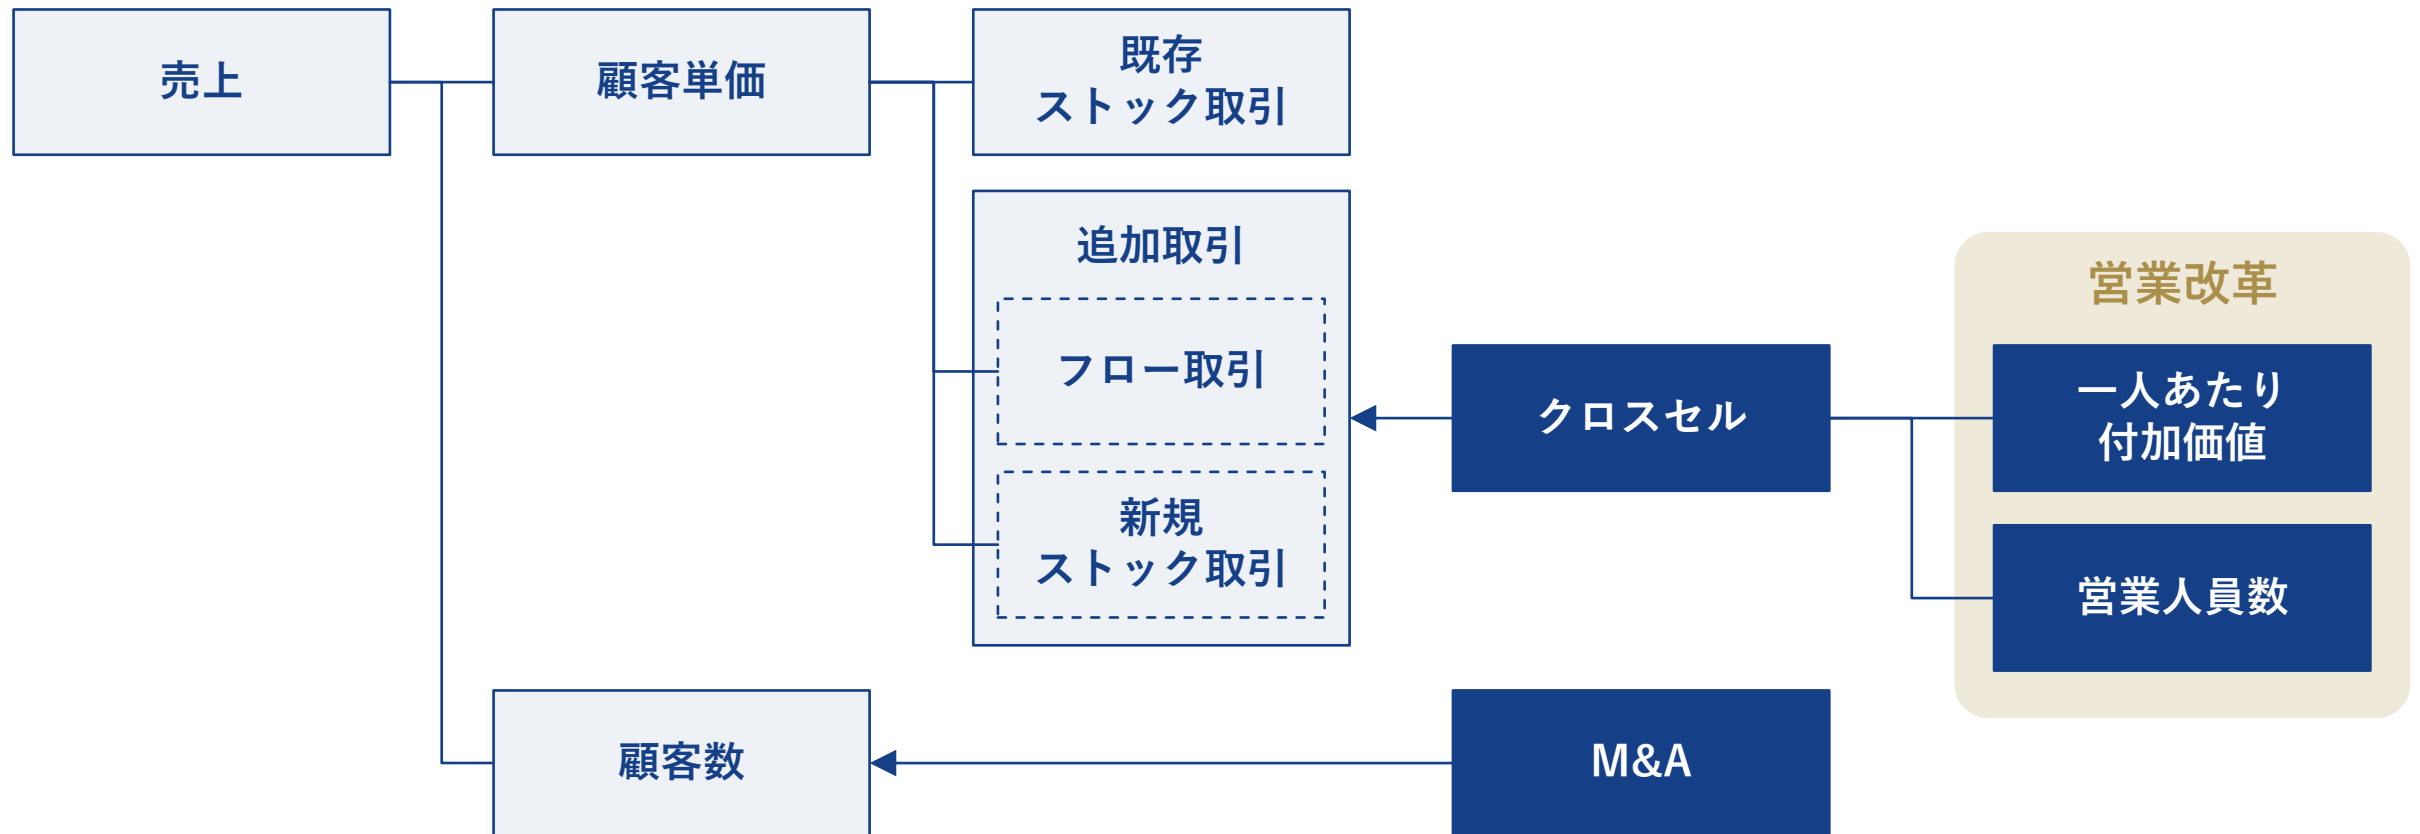 売上
顧客単価
既存
ストック取引
追加取引
フロー取引
新規
ストック取引
クロスセル
営業改革
一人あたり
付加価値
営業人員数
顧客数
M&A